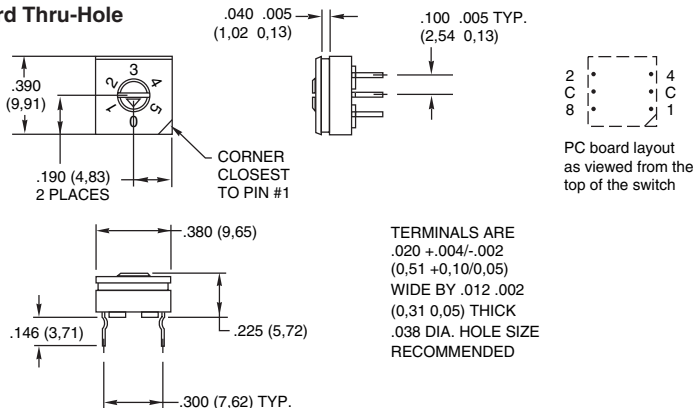 rd Thru-Hole
.040 .005
(1,02 0,13)
.100 .005 TYP.
(2,54 0,13)
.390
(9,91)
0
1
2
3
4
5
.190 (4,83)
2 PLACES
CORNER
CLOSEST
TO PIN #1
2 4
C C
8 1
PC board layout
as viewed from the
top of the switch
.380 (9,65)
.225 (5,72)
.146 (3,71)
.300 (7,62) TYP.
TERMINALS ARE
.020 +.004/-.002
(0,51 +0,10/0,05)
WIDE BY .012 .002
(0,31 0,05) THICK
.038 DIA. HOLE SIZE
RECOMMENDED